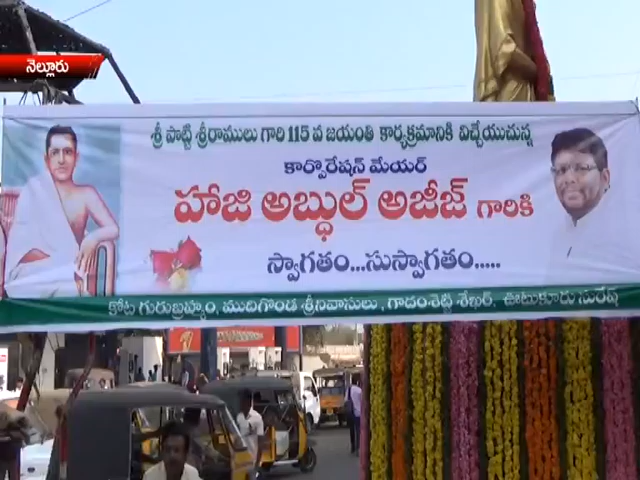 నెల్లూరు
శ్రీ పొట్టి శ్రీరాములు గారి 115 వ జయంతి కార్యక్రమానికి విచ్చేయుచున్న
కార్పొరేషన్ మేయర్
హాజి అబ్ధుల్ అజీజ్ గారికి
స్వాగతం...సుస్వాగతం.....
కోట గురుబ్రహ్మం, ముదిగొండ శ్రీనివాసులు, గాదంశెట్టి శేఖర్, ఊటుకూరు సురేష్